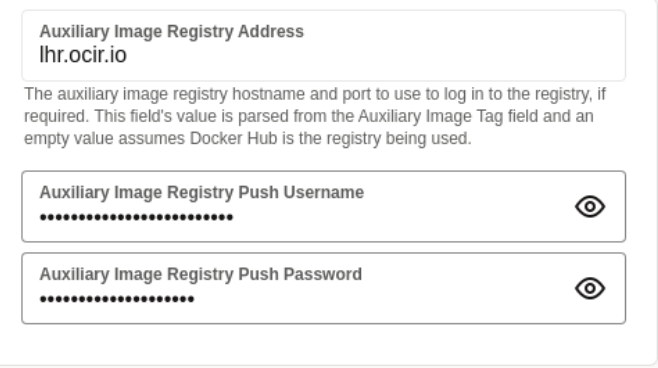 Auxiliary Image Registry Address
lhr.ocir.io
The auxiliary image registry hostname and port to use to log in to the registry, if
required. This field's value is parsed from the Auxiliary Image Tag field and an
empty value assumes Docker Hub is the registry being used.
Auxiliary Image Registry Push Username
•••••••••••••••••••••••••••
Auxiliary Image Registry Push Password
••••••••••••••••••••••